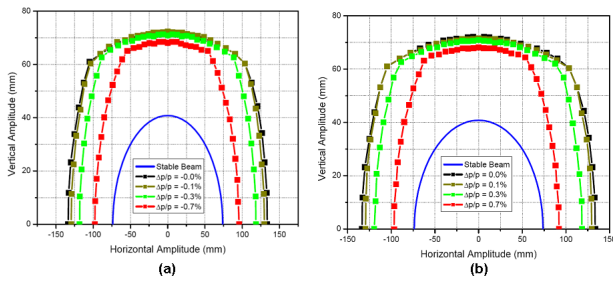 80
60
40
20
0
Vertical Amplitude (mm)
Stable Beam
Δp/p = -0.0%
Δp/p = -0.1%
Δp/p = -0.3%
Δp/p = -0.7%
-150 -100 -50 0 50 100 150
Horizontal Amplitude (mm)
(a)
80
60
40
20
0
Vertical Amplitude (mm)
Stable Beam
Δp/p = 0.0%
Δp/p = 0.1%
Δp/p = 0.3%
Δp/p = 0.7%
-150 -100 -50 0 50 100 150
Horizontal Amplitude (mm)
(b)